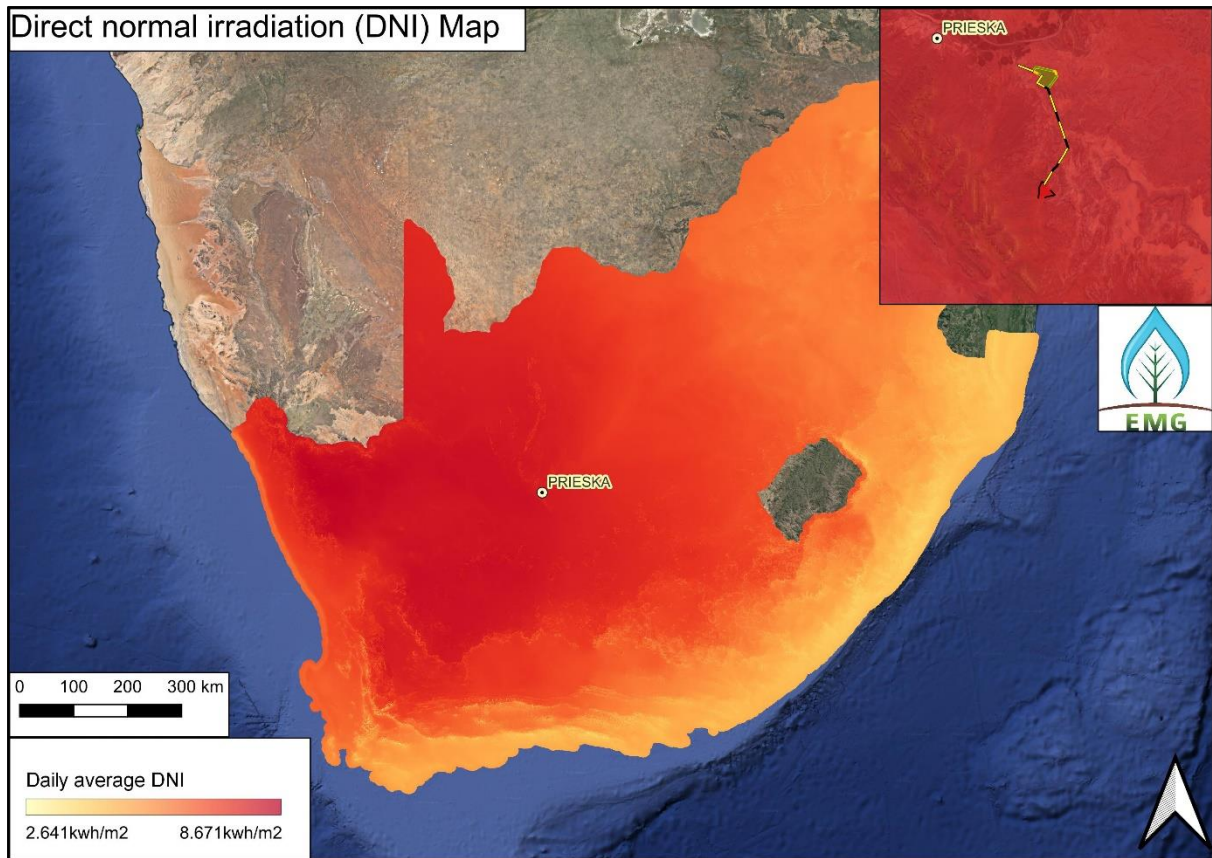 Direct normal irradiation (DNI) Map
PRIESKA
EMG
PRIESKA
0 100 200 300 km
Daily average DNI
2.641kwh/m2 8.671kwh/m2